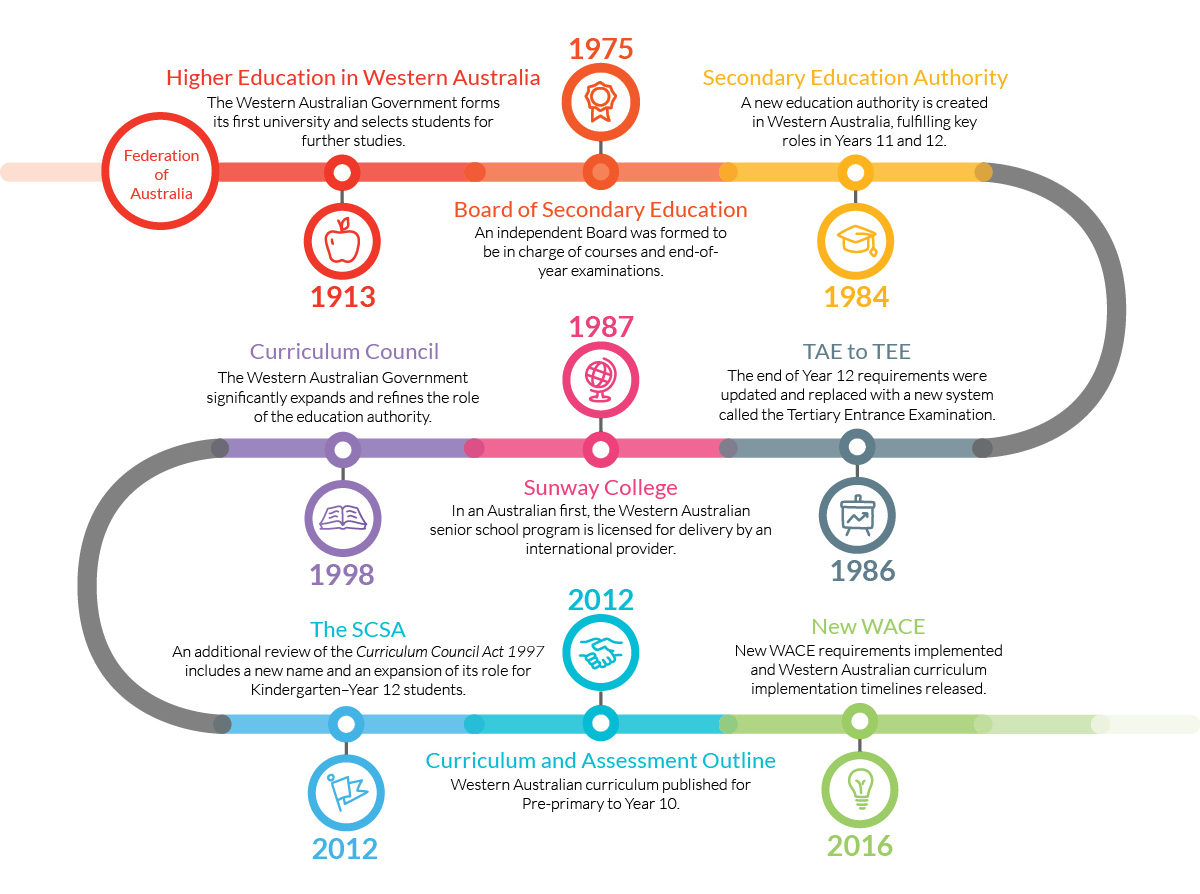 Federation
of
Australia
Higher Education in Western Australia
The Western Australian Government forms
its first university and selects students for
further studies.
1913
1975
Board of Secondary Education
An independent Board was formed to
be in charge of courses and end-of-
year examinations.
Secondary Education Authority
A new education authority is created
in Western Australia, fulfilling key
roles in Years 11 and 12.
1984
TAE to TEE
The end of Year 12 requirements were
updated and replaced with a new system
called the Tertiary Entrance Examination.
1986
1987
Sunway College
In an Australian first, the Western Australian
senior school program is licensed for delivery by an
international provider.
Curriculum Council
The Western Australian Government
significantly expands and refines the role
of the education authority.
1998
The SCSA
An additional review of the Curriculum Council Act 1997
includes a new name and an expansion of its role for
Kindergarten–Year 12 students.
2012
2012
Curriculum and Assessment Outline
Western Australian curriculum published for
Pre-primary to Year 10.
New WACE
New WACE requirements implemented
and Western Australian curriculum
implementation timelines released.
2016